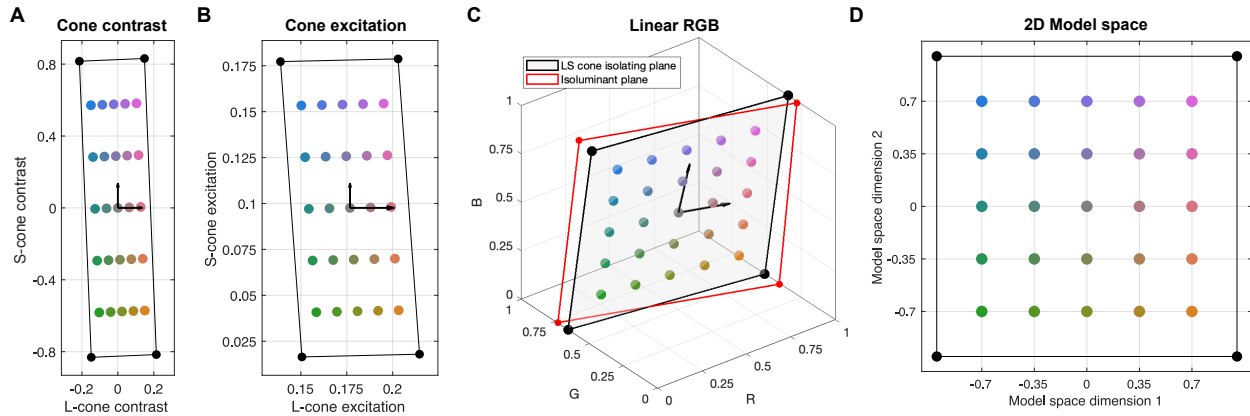 A
Cone contrast
S-cone contrast
0.8
0.4
0
-0.4
-0.8
-0.2
0
0.2
L-cone contrast
B
Cone excitation
S-cone excitation
0.175
0.15
0.125
0.1
0.075
0.05
0.025
0.15
0.175
0.2
L-cone excitation
C
Linear RGB
LS cone isolating plane
Isoluminant plane
B
1
0.75
0.5
0.25
0
1
0.75
0.5
0.25
0
G
0
0.25
0.5
0.75
1
R
D
2D Model space
Model space dimension 2
0.7
0.35
0
-0.35
-0.7
-0.7
-0.35
0
0.35
0.7
Model space dimension 1